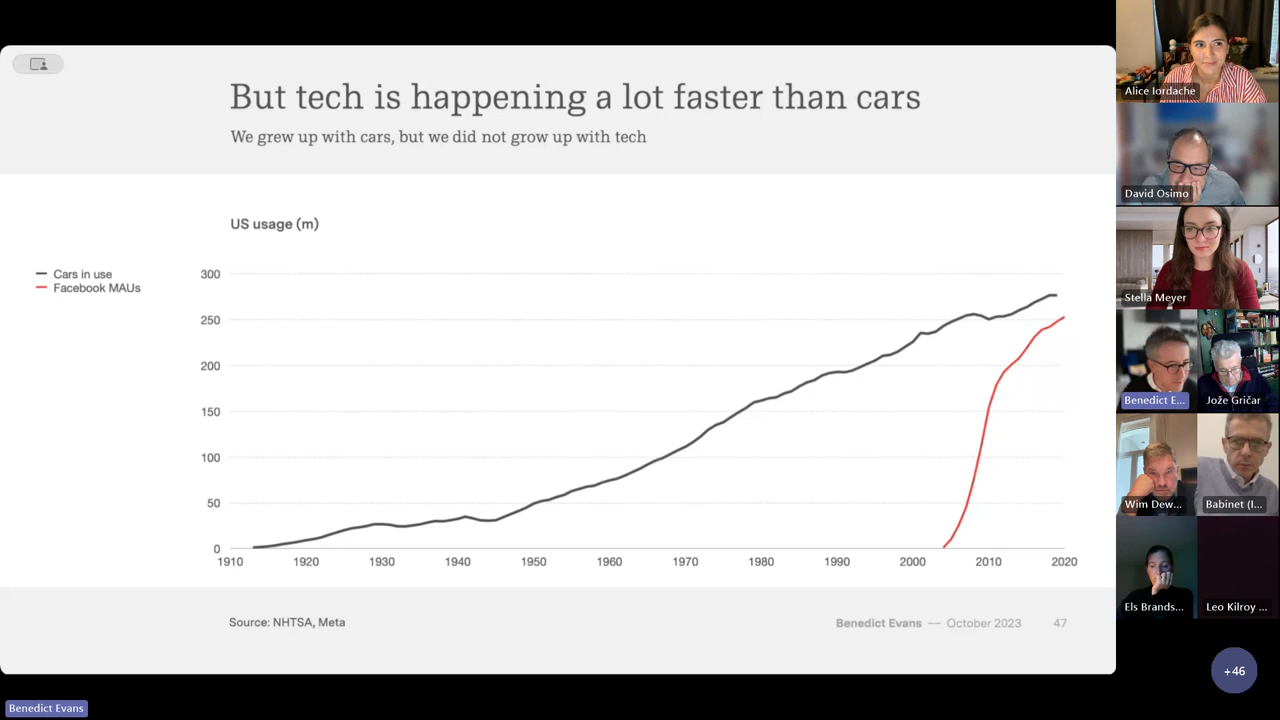 But tech is happening a lot faster than cars
We grew up with cars, but we did not grow up with tech
US usage (m)
Cars in use
Facebook MAUs
300
250
200
150
100
50
0
1910 1920 1930 1940 1950 1960 1970 1980 1990 2000 2010 2020
Source: NHTSA, Meta
Benedict Evans — October 2023 47
Benedict Evans
Alice Iordache
David Osimo
Stella Meyer
Benedict E...
Jože Gričar
Wim Dew...
Babinet (I...
Els Brands...
Leo Kilroy ...
+46